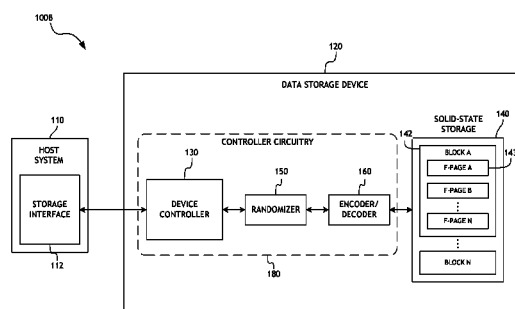 100B
120
DATA STORAGE DEVICE
110
HOST
SYSTEM
STORAGE
INTERFACE
112
CONTROLLER CIRCUITRY
130
DEVICE
CONTROLLER
150
RANDOMIZER
160
ENCODER/
DECODER
180
SOLID-STATE
STORAGE
140
142
BLOCK A
143
F-PAGE A
F-PAGE B
F-PAGE N
BLOCK N